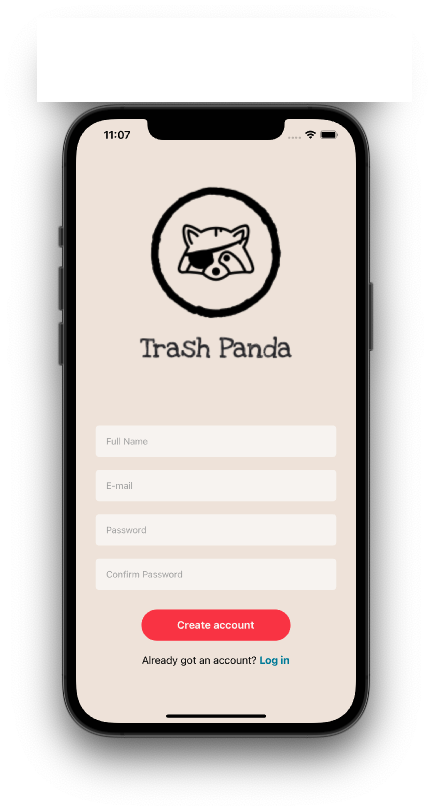 11:07
Trash Panda
Full Name
E-mail
Password
Confirm Password
Create account
Already got an account? Log in